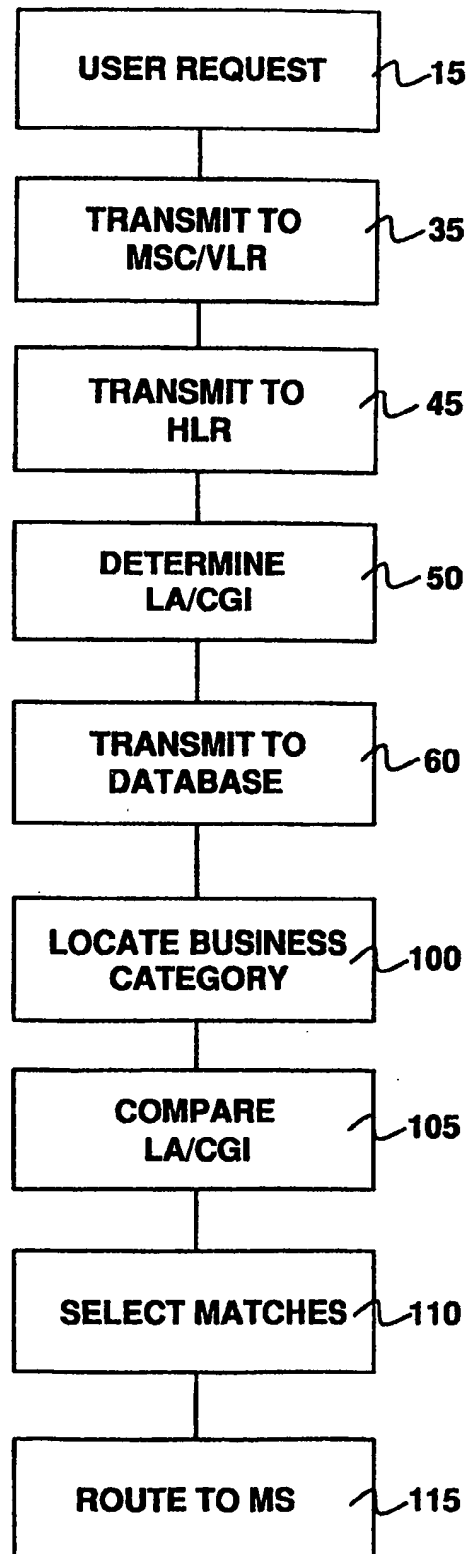 USER REQUEST
15
TRANSMIT TO
MSC/VLR
35
TRANSMIT TO
HLR
45
DETERMINE
LA/CGI
50
TRANSMIT TO
DATABASE
60
LOCATE BUSINESS
CATEGORY
100
COMPARE
LA/CGI
105
SELECT MATCHES
110
ROUTE TO MS
115